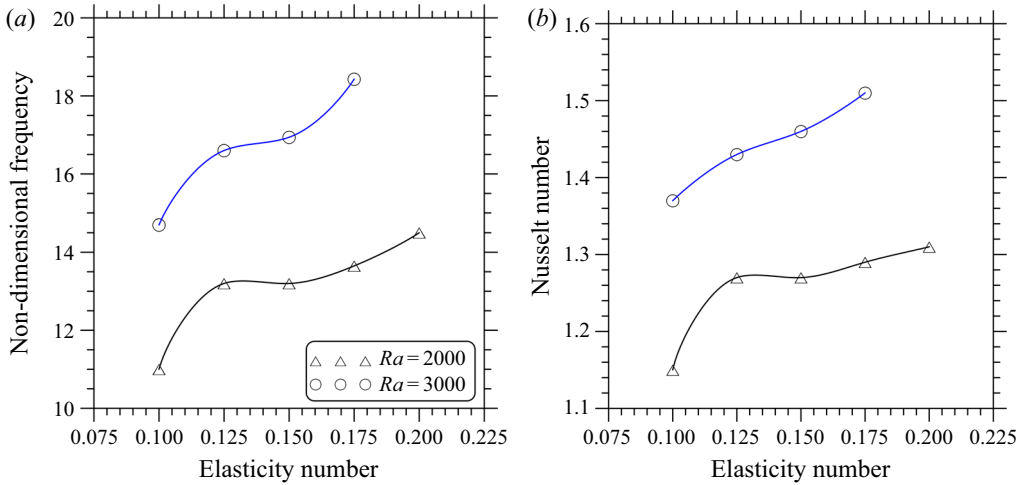 (a)
20
18
16
14
12
10
Non-dimensional frequency
0.075 0.100 0.125 0.150 0.175 0.200 0.225
Elasticity number
Ra = 2000
Ra = 3000
(b)
1.6
1.5
1.4
1.3
1.2
1.1
Nusselt number
0.075 0.100 0.125 0.150 0.175 0.200 0.225
Elasticity number